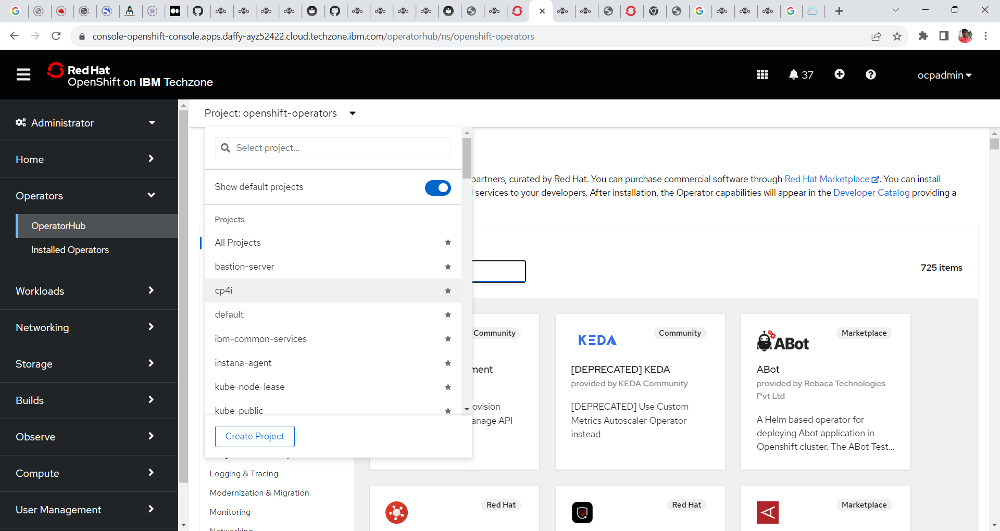 console-openshift-console.apps.daffy-ayz52422.cloud.techzone.ibm.com/operatorhub/ns/openshift-operators
Red Hat
OpenShift on IBM Techzone
37
ocpadmin
Administrator
Home
Operators
OperatorHub
Installed Operators
Workloads
Networking
Storage
Builds
Observe
Compute
User Management
Project: openshift-operators
Select project...
Show default projects
Projects
All Projects
bastion-server
cp4i
default
ibm-common-services
instana-agent
kube-node-lease
kube-public
Create Project
partners, curated by Red Hat. You can purchase commercial software through Red Hat Marketplace. You can install
services to your developers. After installation, the Operator capabilities will appear in the Developer Catalog providing a
725 items
Logging & Tracing
Modernization & Migration
Monitoring
Networking
Community
ment
ovision
anage API
KEDA
Community
[DEPRECATED] KEDA
provided by KEDA Community
[DEPRECATED] Use Custom
Metrics Autoscaler Operator
instead
ABot
Marketplace
ABot
provided by Rebaca Technologies
Pvt Ltd
A Helm based operator for
deploying Abot application in
Openshift cluster. The ABot Test...
Red Hat
Red Hat
Marketplace